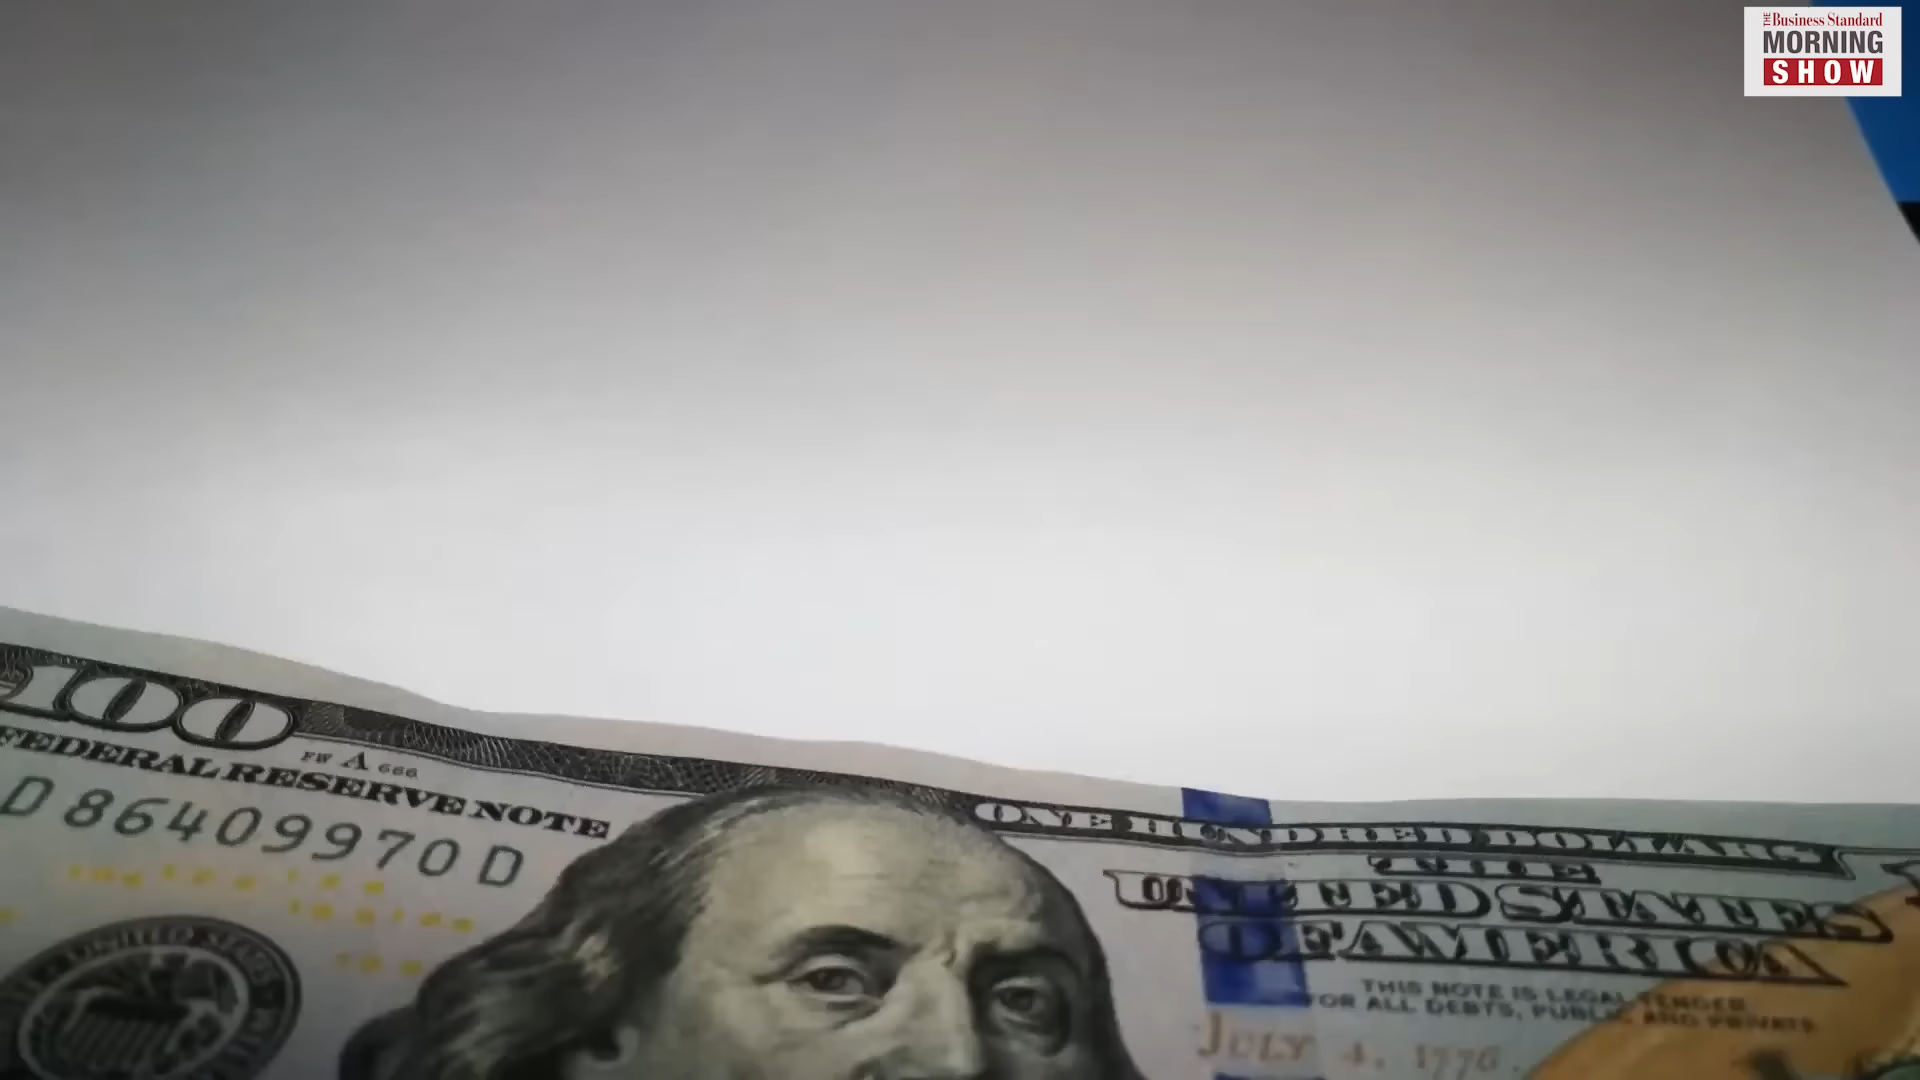 THE Business Standard
MORNING
SHOW
100
FEDERAL RESERVE NOTE
FW A 666
D 86409970 D
ONE HUNDRED DOLLARS
THE
UNITED STATES
OF AMERICA
THIS NOTE IS LEGAL TENDER
FOR ALL DEBTS, PUBLIC AND PRIVATE
JULY 4, 1776